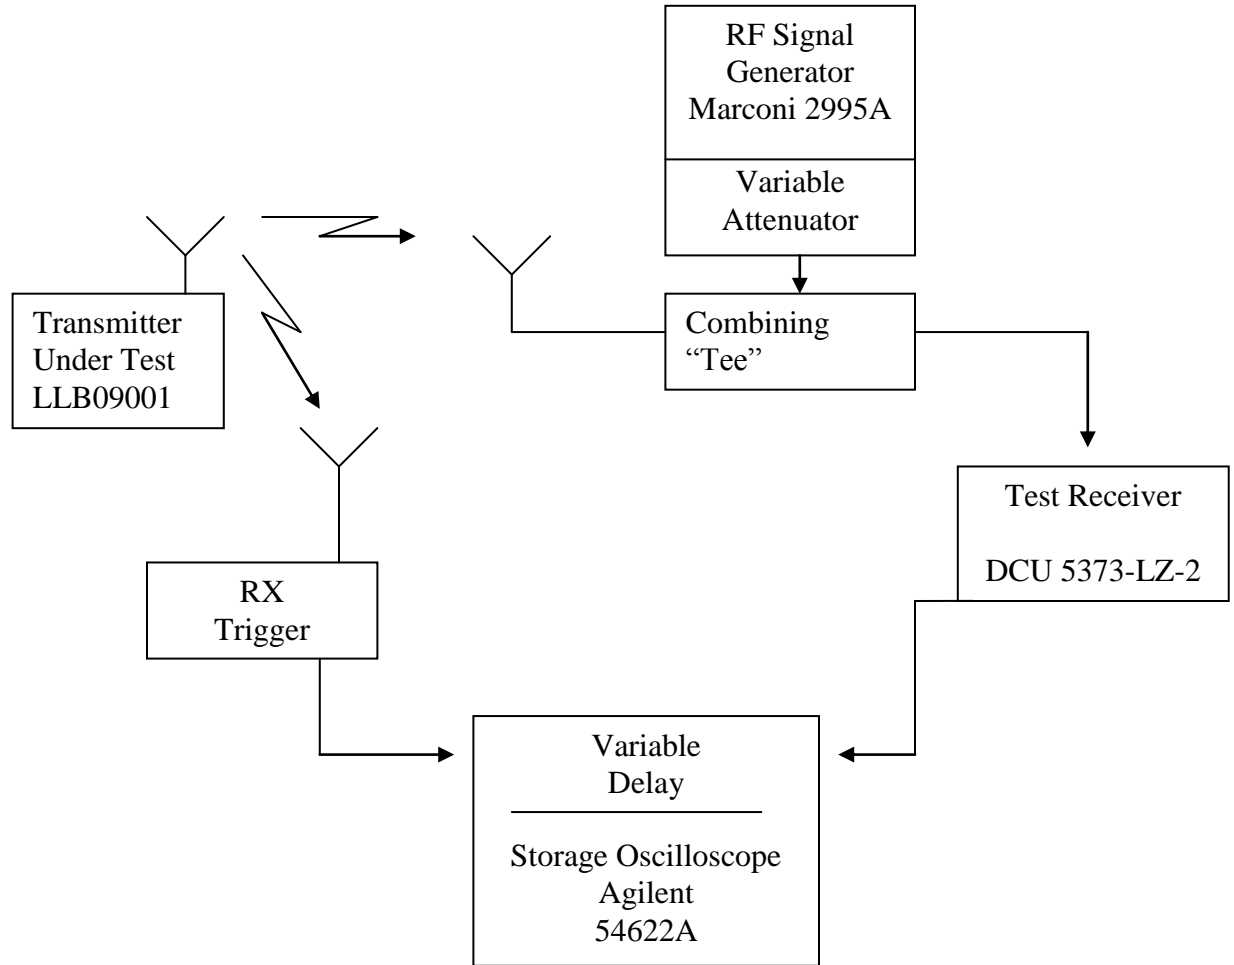 RF Signal
Generator
Marconi 2995A
Variable
Attenuator
Transmitter
Under Test
LLB09001
Combining
“Tee”
Test Receiver
DCU 5373-LZ-2
RX
Trigger
Variable
Delay
Storage Oscilloscope
Agilent
54622A